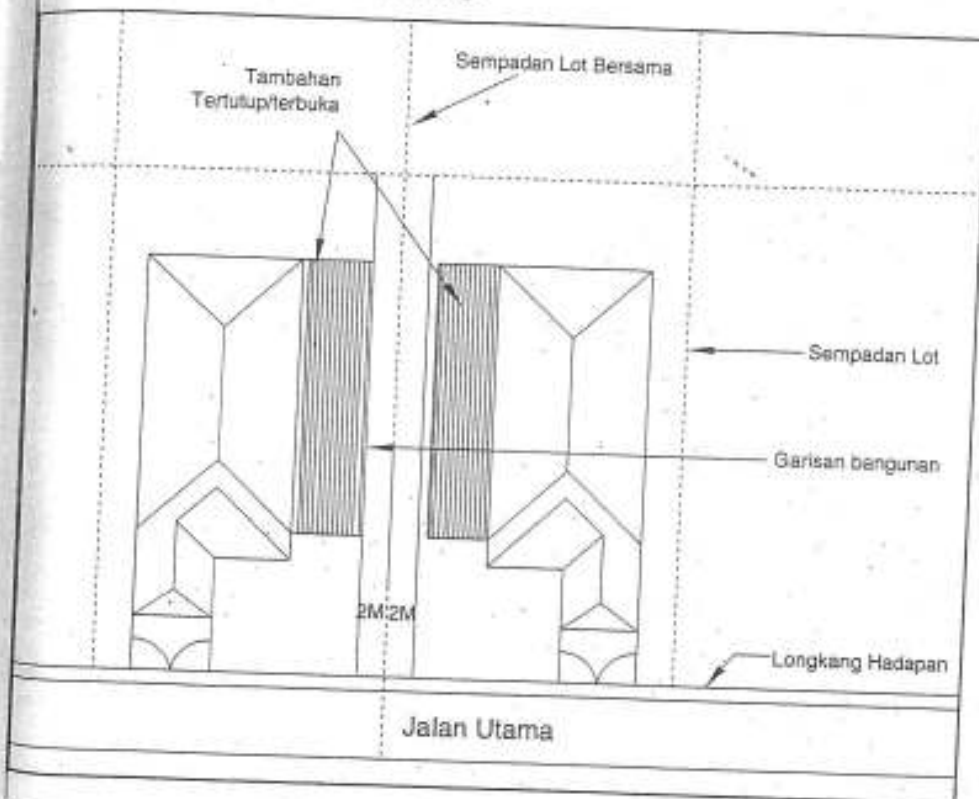 Sempadan Lot Bersama
Tambahan
Tertutup/terbuka
Sempadan Lot
Garisan bangunan
2M 2M
Longkang Hadapan
Jalan Utama